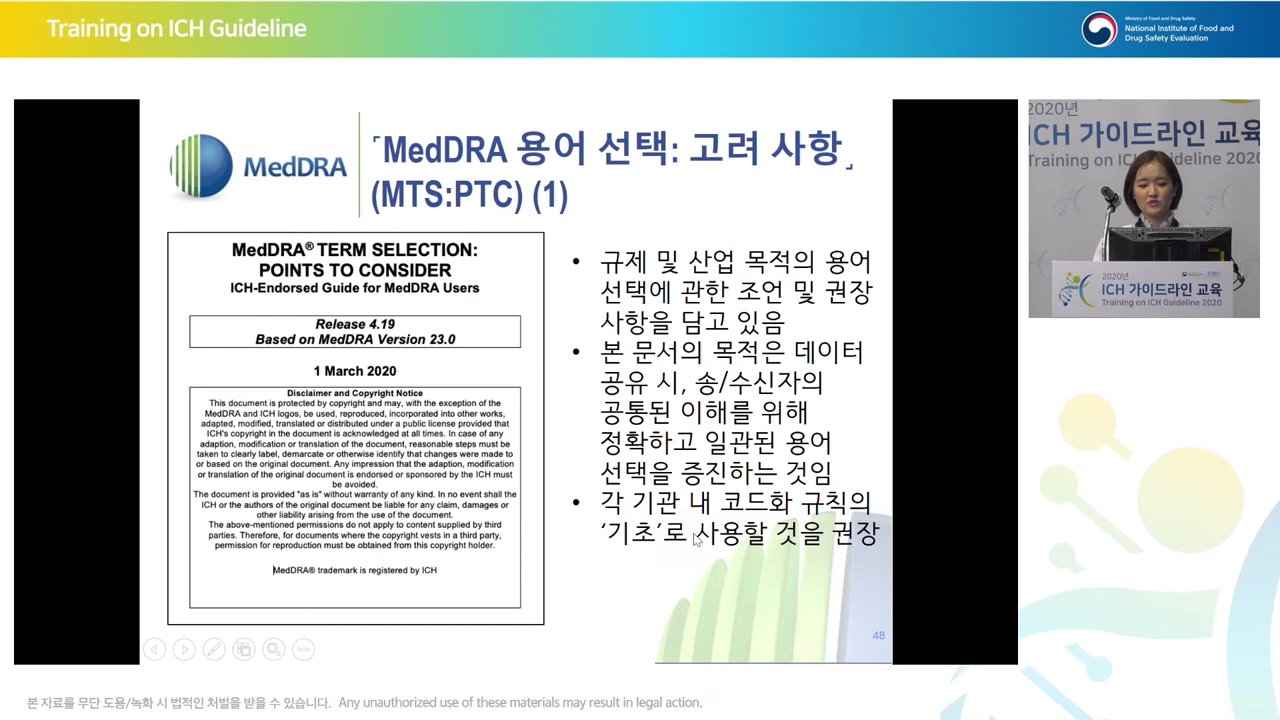 Training on ICH Guideline
Ministry of Food and Drug Safety
National Institute of Food and
Drug Safety Evaluation
MedDRA
「MedDRA 용어 선택: 고려 사항」
(MTS:PTC) (1)
MedDRA® TERM SELECTION:
POINTS TO CONSIDER
ICH-Endorsed Guide for MedDRA Users
Release 4.19
Based on MedDRA Version 23.0
1 March 2020
Disclaimer and Copyright Notice
This document is protected by copyright and may, with the exception of the
MedDRA and ICH logos, be used, reproduced, incorporated into other works,
adapted, modified, translated or distributed under a public license provided that
ICH's copyright in the document is acknowledged at all times. In case of any
adaption, modification or translation of the document, reasonable steps must be
taken to clearly label, demarcate or otherwise identify that changes were made to
or based on the original document. Any impression that the adaption, modification
or translation of the original document is endorsed or sponsored by the ICH must
be avoided.
The document is provided "as is" without warranty of any kind. In no event shall the
ICH or the authors of the original document be liable for any claim, damages or
other liability arising from the use of the document.
The above-mentioned permissions do not apply to content supplied by third
parties. Therefore, for documents where the copyright vests in a third party,
permission for reproduction must be obtained from this copyright holder.
MedDRA® trademark is registered by ICH
• 규제 및 산업 목적의 용어
선택에 관한 조언 및 권장
사항을 담고 있음
• 본 문서의 목적은 데이터
공유 시, 송/수신자의
공통된 이해를 위해
정확하고 일관된 용어
선택을 증진하는 것임
• 각 기관 내 코드화 규칙의
‘기초’로 사용할 것을 권장
48
2020년
ICH 가이드라인 교육
Training on ICH Guideline 2020
2020년
ICH 가이드라인 교육
Training on ICH Guideline 2020
본 자료를 무단 도용/녹화 시 법적인 처벌을 받을 수 있습니다. Any unauthorized use of these materials may result in legal action.